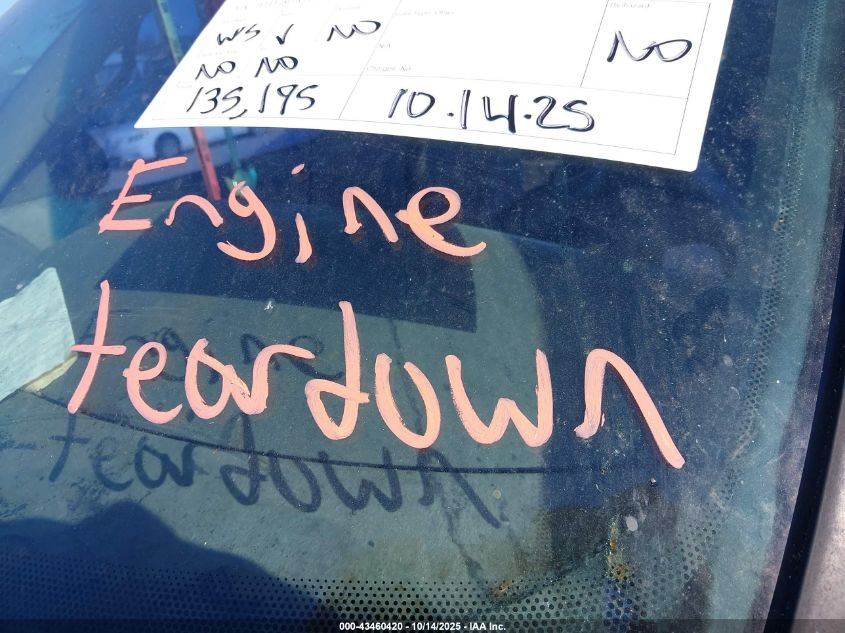 WS NO
NO NO
NO
135,195 10.14.25
Engine
teardown
000-43460420 - 10/14/2025 - IAA Inc.